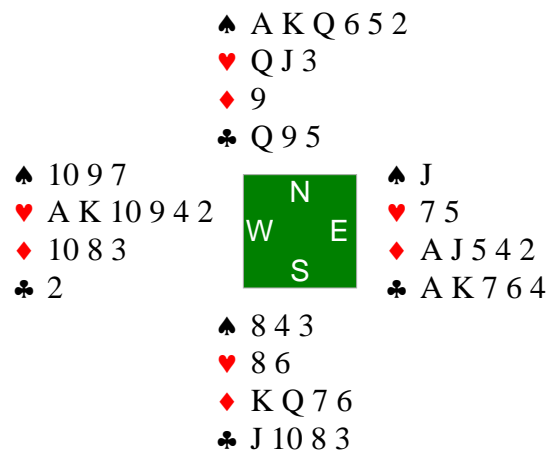 ♠ A K Q 6 5 2
♥ Q J 3
♦ 9
♣ Q 9 5
♠ 10 9 7
♥ A K 10 9 4 2
♦ 10 8 3
♣ 2
N
W E
S
♠ J
♥ 7 5
♦ A J 5 4 2
♣ A K 7 6 4
♠ 8 4 3
♥ 8 6
♦ K Q 7 6
♣ J 10 8 3